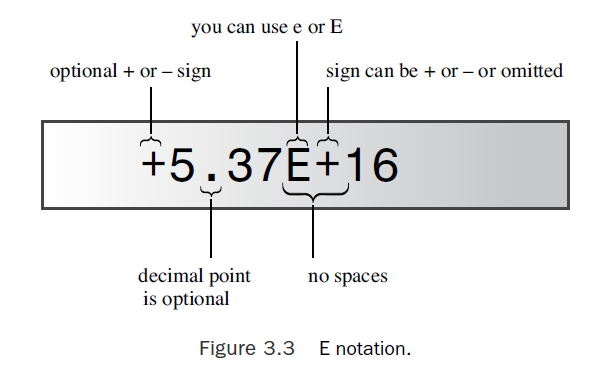 you can use e or E
optional + or – sign
sign can be + or – or omitted
+5.37E+16
decimal point
is optional
no spaces
Figure 3.3 E notation.